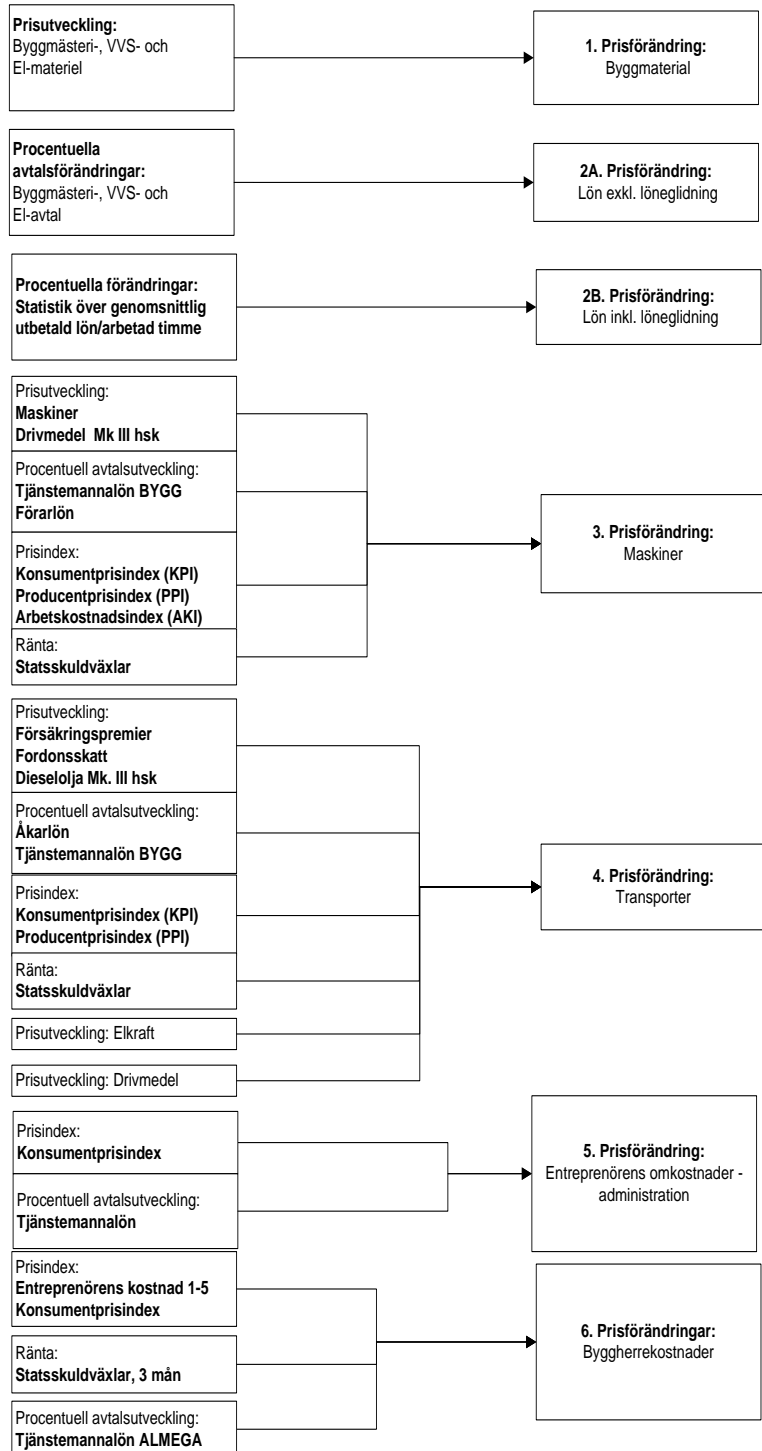 Prisutveckling:
Byggmästeri-, VVS- och
El-materiel
1. Prisförändring:
Byggmaterial
Procentuella
avtalsförändringar:
Byggmästeri-, VVS- och
El-avtal
2A. Prisförändring:
Lön exkl. löneglidning
Procentuella förändringar:
Statistik över genomsnittlig
utbetald lön/arbetad timme
2B. Prisförändring:
Lön inkl. löneglidning
Prisutveckling:
Maskiner
Drivmedel Mk III hsk
Procentuell avtalsutveckling:
Tjänstemannalön BYGG
Förarlön
Prisindex:
Konsumentprisindex (KPI)
Producentprisindex (PPI)
Arbetskostnadsindex (AKI)
Ränta:
Statsskuldväxlar
3. Prisförändring:
Maskiner
Prisutveckling:
Försäkringspremier
Fordonsskatt
Dieselolja Mk. III hsk
Procentuell avtalsutveckling:
Åkarlön
Tjänstemannalön BYGG
Prisindex:
Konsumentprisindex (KPI)
Producentprisindex (PPI)
Ränta:
Statsskuldväxlar
Prisutveckling: Elkraft
Prisutveckling: Drivmedel
4. Prisförändring:
Transporter
Prisindex:
Konsumentprisindex
Procentuell avtalsutveckling:
Tjänstemannalön
5. Prisförändring:
Entreprenörens omkostnader -
administration
Prisindex:
Entreprenörens kostnad 1-5
Konsumentprisindex
Ränta:
Statsskuldväxlar, 3 mån
Procentuell avtalsutveckling:
Tjänstemannalön ALMEGA
6. Prisförändringar:
Byggherrekostnader